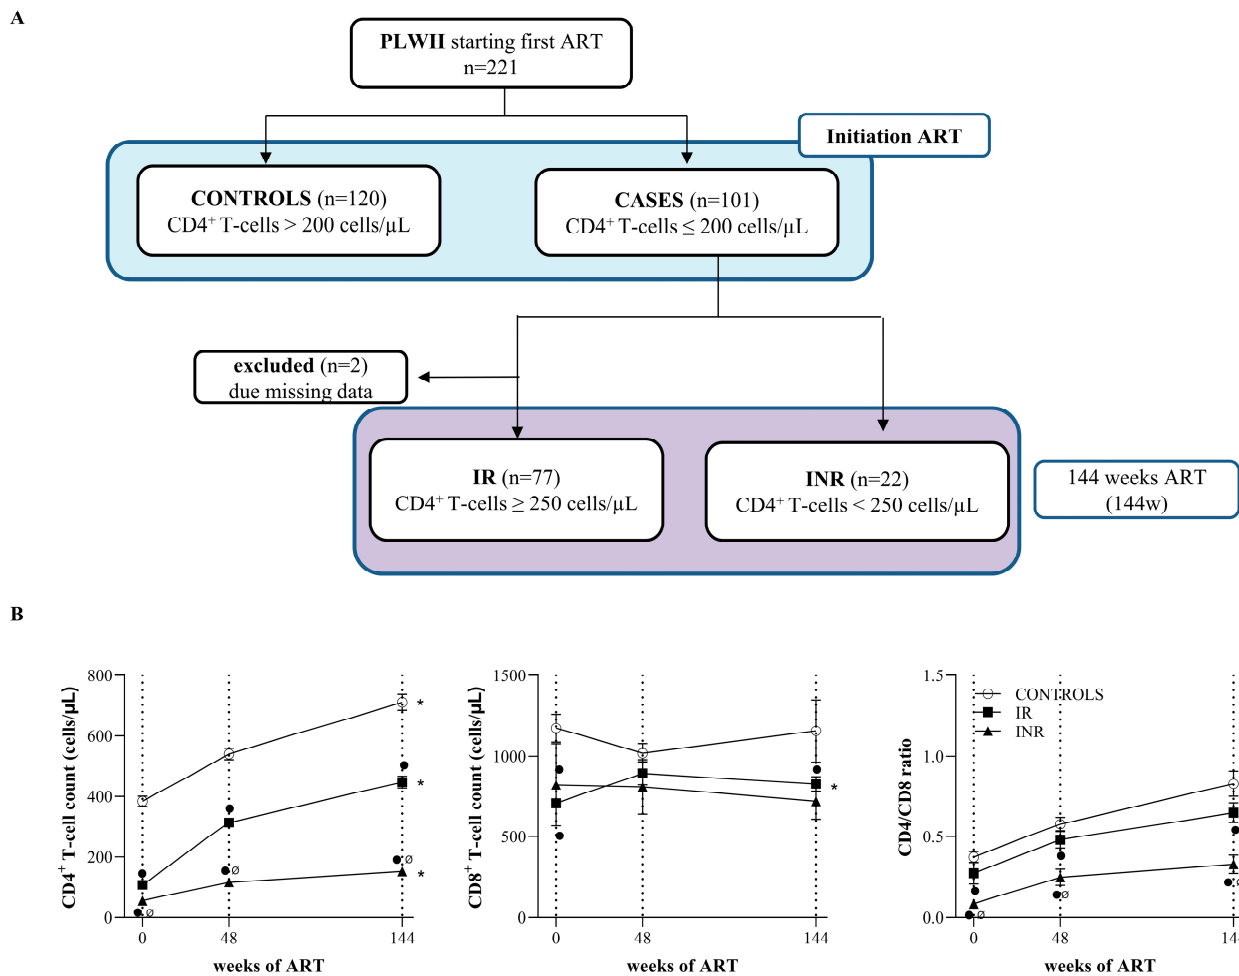 A
PLWII starting first ART
n=221
Initiation ART
CONTROLS (n=120)
CD4+ T-cells > 200 cells/µL
CASES (n=101)
CD4+ T-cells ≤ 200 cells/µL
excluded (n=2)
due missing data
IR (n=77)
CD4+ T-cells ≥ 250 cells/µL
INR (n=22)
CD4+ T-cells < 250 cells/µL
144 weeks ART
(144w)
B
CD4+ T-cell count (cells/µL)
800
600
400
200
0
*
*
ø
ø
ø
*
0
48
144
weeks of ART
CD8+ T-cell count (cells/µL)
1500
1000
500
0
*
0
48
144
weeks of ART
CD4/CD8 ratio
1.5
1.0
0.5
0.0
CONTROLS
IR
INR
ø
ø
0
48
weeks of ART